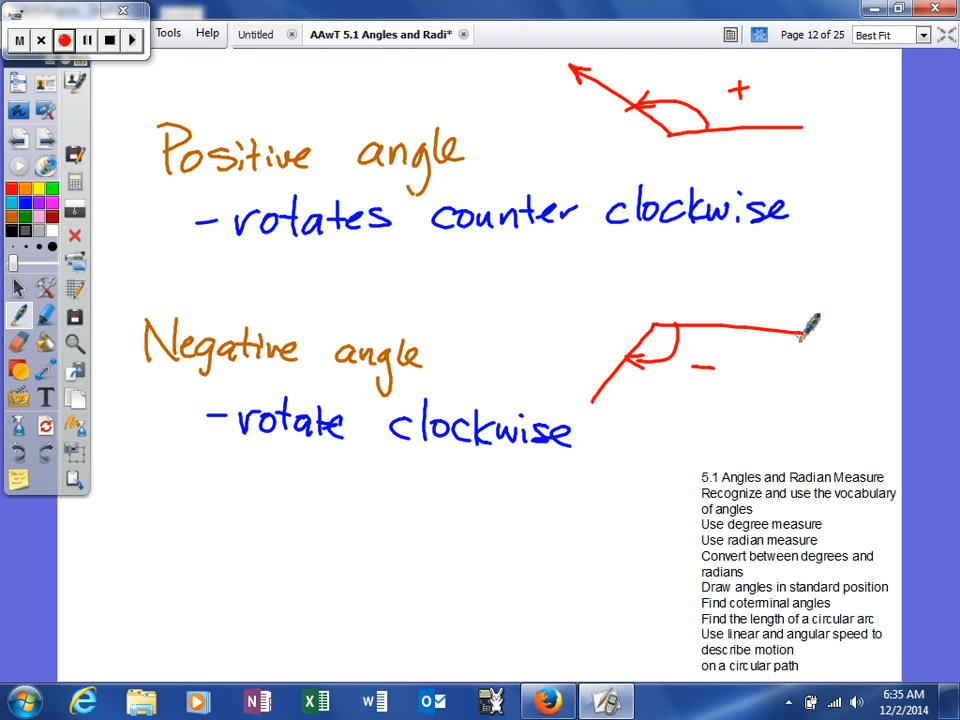 M
Tools Help Untitled AAwT 5.1 Angles and Radi* Page 12 of 25 Best Fit
+
Positive angle
- rotates counter clockwise
Negative angle
-
- rotate clockwise
5.1 Angles and Radian Measure
Recognize and use the vocabulary
of angles
Use degree measure
Use radian measure
Convert between degrees and
radians
Draw angles in standard position
Find coterminal angles
Find the length of a circular arc
Use linear and angular speed to
describe motion
on a circular path
6:35 AM
12/2/2014